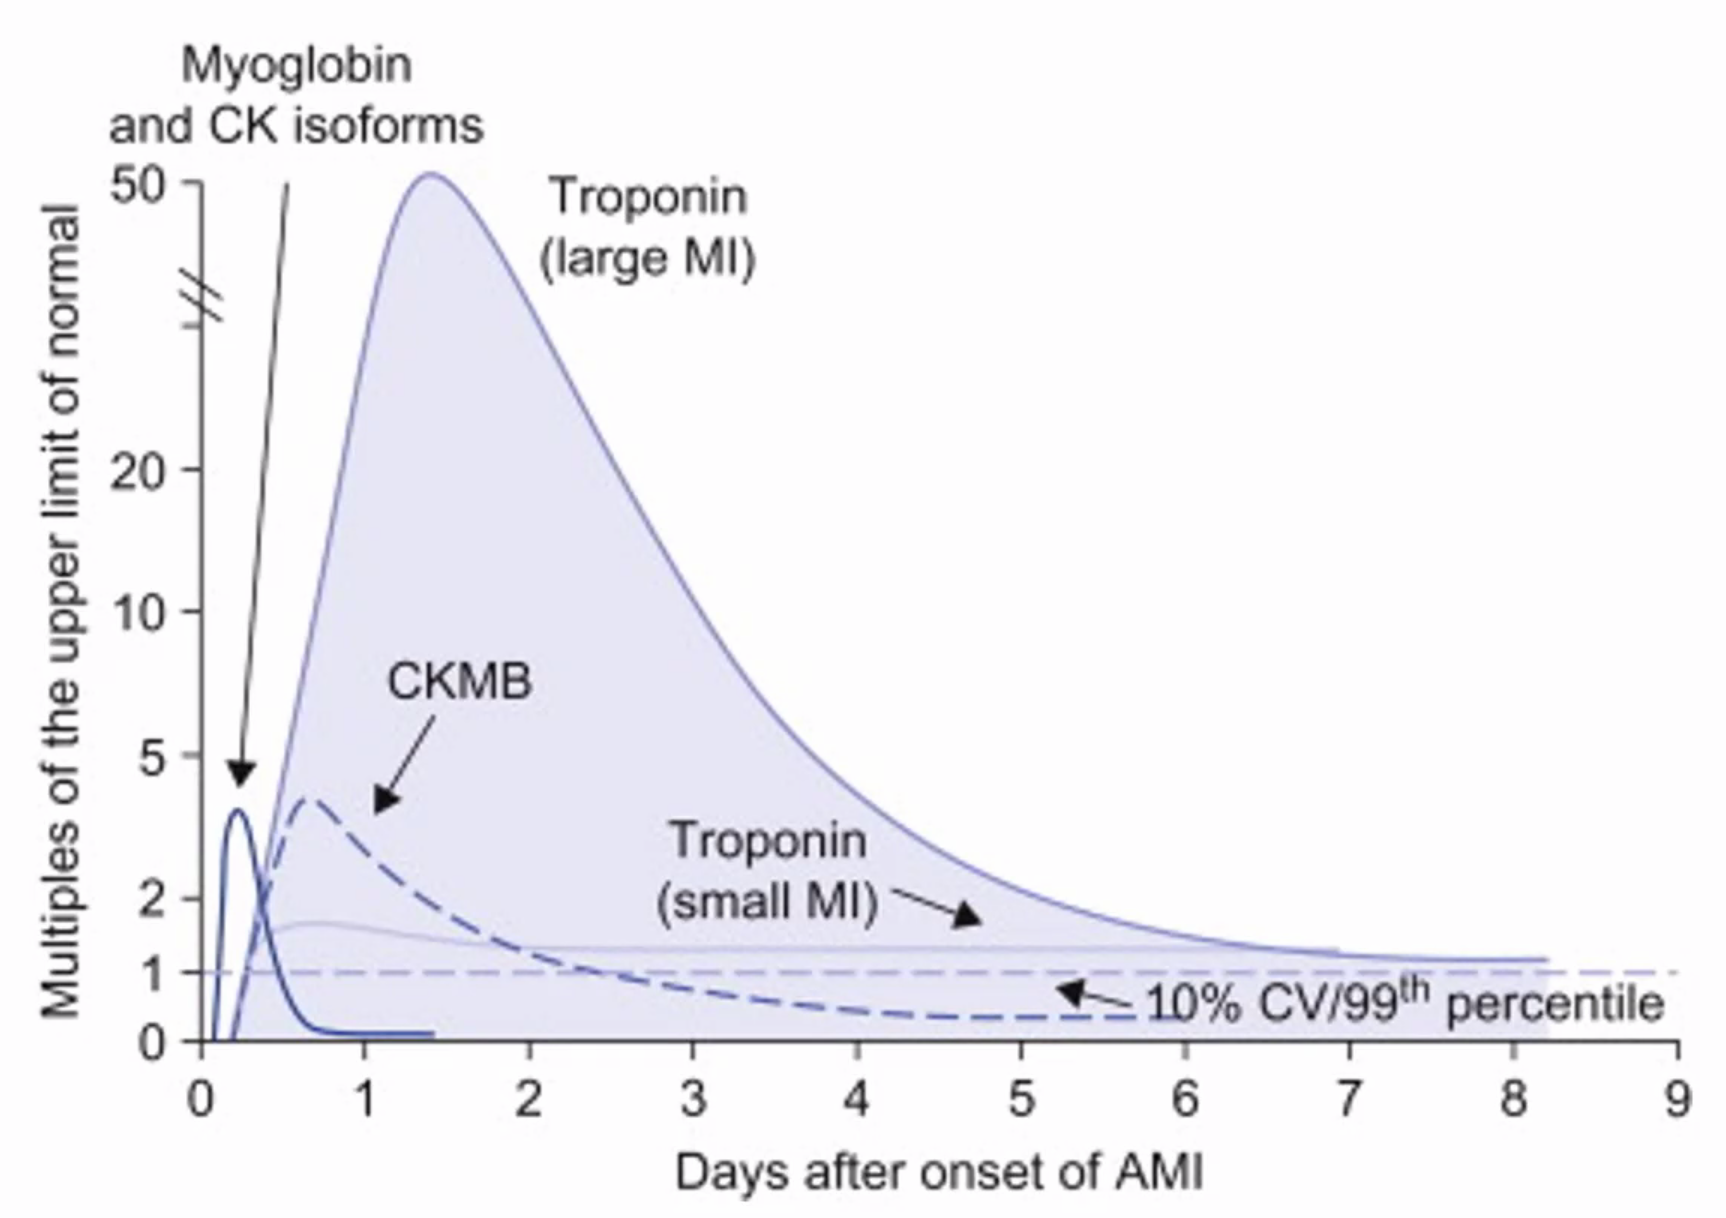 Myoglobin
and CK isoforms
50
Troponin
(large MI)
Multiples of the upper limit of normal
20
10
CKMB
5
Troponin
(small MI)
2
1
10% CV/99th percentile
0
0 1 2 3 4 5 6 7 8 9
Days after onset of AMI